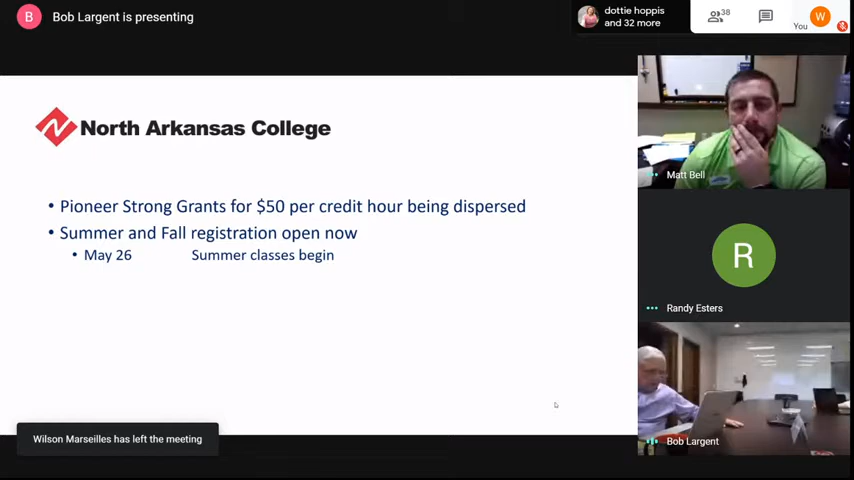 B
Bob Largent is presenting
dottie hoppis
and 32 more
38
You
W
North Arkansas College
• Pioneer Strong Grants for $50 per credit hour being dispersed
• Summer and Fall registration open now
• May 26 Summer classes begin
Matt Bell
R
Randy Esters
Bob Largent
Wilson Marseilles has left the meeting